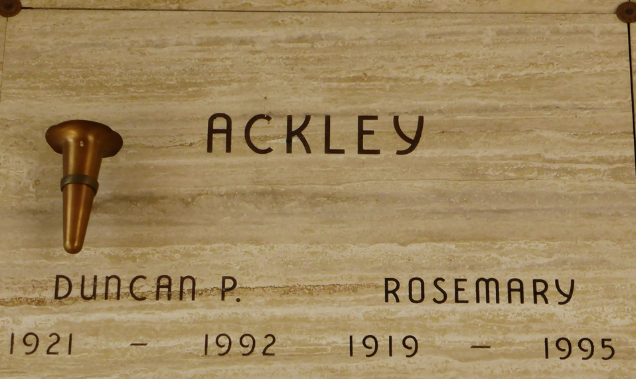 ACKLEY
DUNCAN P. ROSEMARY
1921 – 1992 1919 – 1995